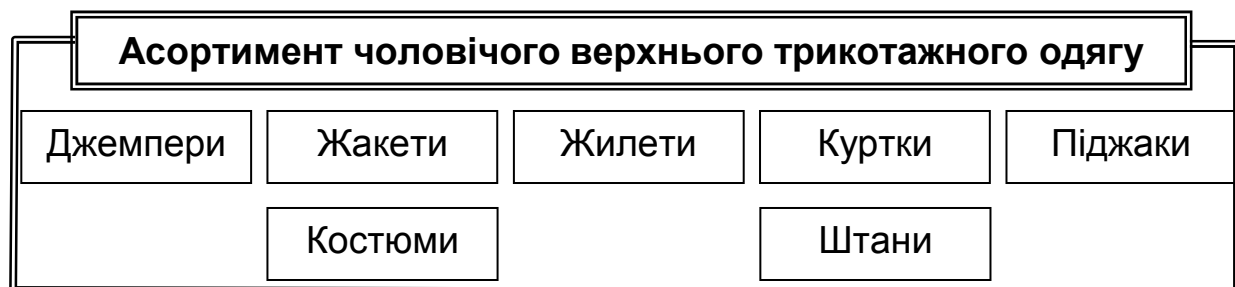 Асортимент чоловічого верхнього трикотажного одягу
Джемпери Жакети Жилети Куртки Піджаки
Костюми Штани